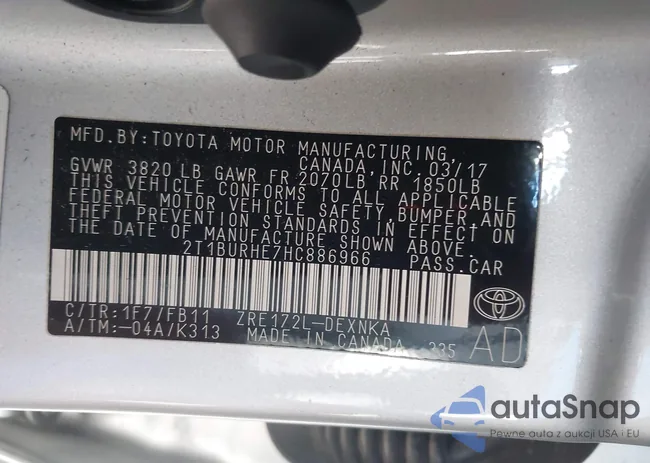 MFD.BY:TOYOTA MOTOR MANUFACTURING,
CANADA,INC.03/17
GVWR 3820 LB GAWR FR 2070LB RR 1850LB
THIS VEHICLE CONFORMS TO ALL APPLICABLE
FEDERAL MOTOR VEHICLE SAFETY,BUMPER,AND
THEFT PREVENTION STANDARDS IN EFFECT ON
THE DATE OF MANUFACTURE SHOWN ABOVE.
2T1BURHE7HC886966 PASS.CAR
C/TR:1F7/FB11 ZRE172L-DEXNKA
A/TM:-04A/K313 MADE IN CANADA 335 AD
autaSnap
Pewne auta z aukcji USA i EU